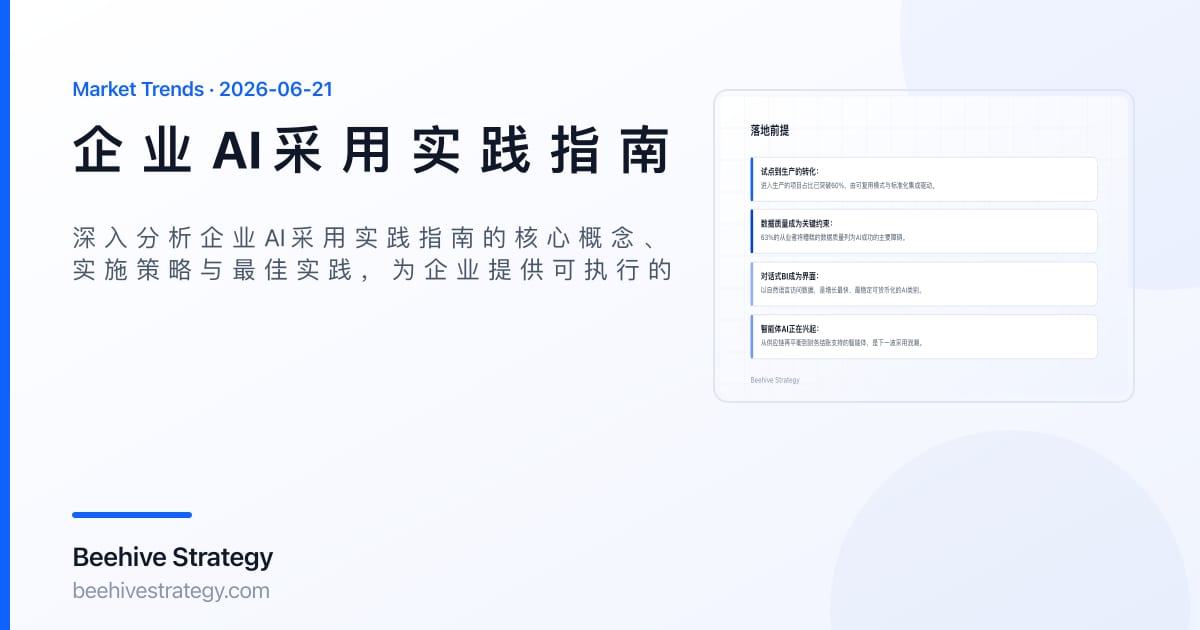 Market Trends · 2026-06-21
企业AI采用实践指南
深入分析企业AI采用实践指南的核心概念、
实施策略与最佳实践，为企业提供可执行的
落地前提
试点到生产的转化：
进入生产的项目占比已突破60%，由可复用模式与标准化集成驱动。
数据质量成为关键约束：
63%的从业者将糟糕的数据质量列为AI成功的主要障碍。
对话式BI成为界面：
以自然语言访问数据，是增长最快、最稳定可货币化的AI类别。
智能体AI正在兴起：
从供应链再平衡到财务结账支持的智能体，是下一波采用浪潮。
Beehive Strategy
Beehive Strategy
beehivestrategy.com